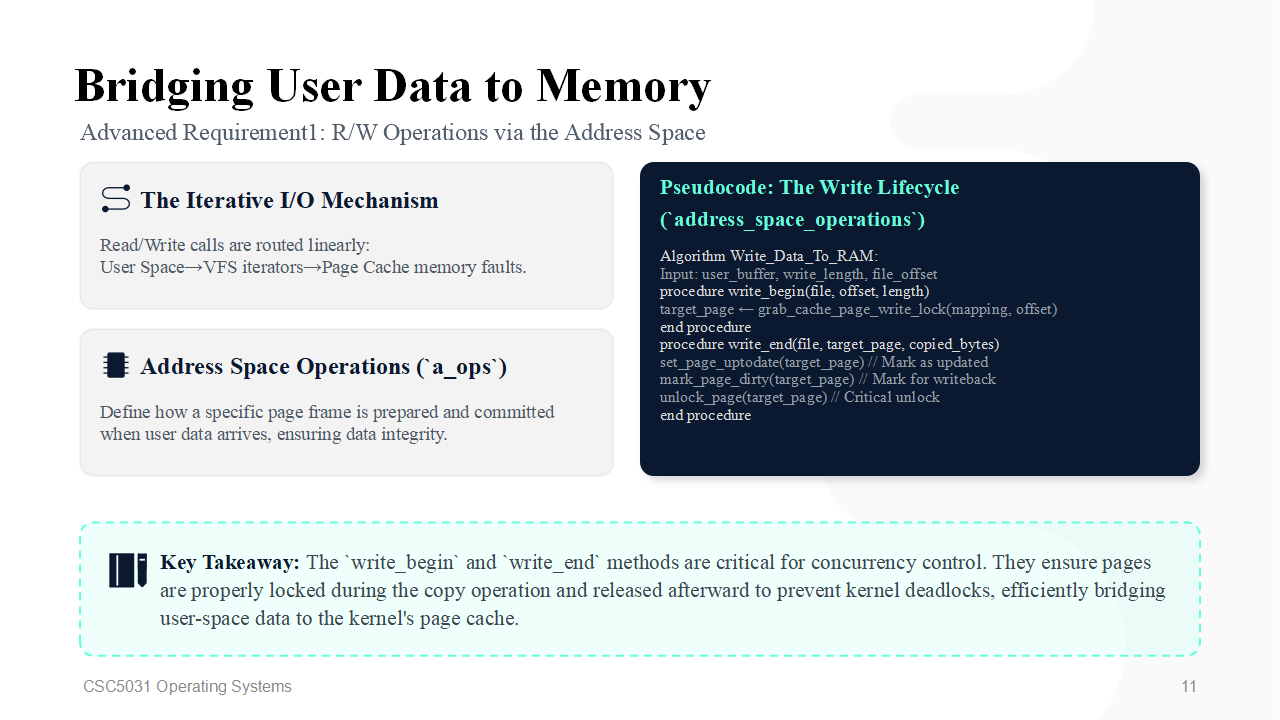 Bridging User Data to Memory
Advanced Requirement1: R/W Operations via the Address Space
The Iterative I/O Mechanism
Read/Write calls are routed linearly:
User Space→VFS iterators→Page Cache memory faults.
Address Space Operations (`a_ops`)
Define how a specific page frame is prepared and committed
when user data arrives, ensuring data integrity.
Pseudocode: The Write Lifecycle
(`address_space_operations`)
Algorithm Write_Data_To_RAM:
Input: user_buffer, write_length, file_offset
procedure write_begin(file, offset, length)
target_page ← grab_cache_page_write_lock(mapping, offset)
end procedure
procedure write_end(file, target_page, copied_bytes)
set_page_uptodate(target_page) // Mark as updated
mark_page_dirty(target_page) // Mark for writeback
unlock_page(target_page) // Critical unlock
end procedure
Key Takeaway: The `write_begin` and `write_end` methods are critical for concurrency control. They ensure pages
are properly locked during the copy operation and released afterward to prevent kernel deadlocks, efficiently bridging
user-space data to the kernel's page cache.
CSC5031 Operating Systems
11